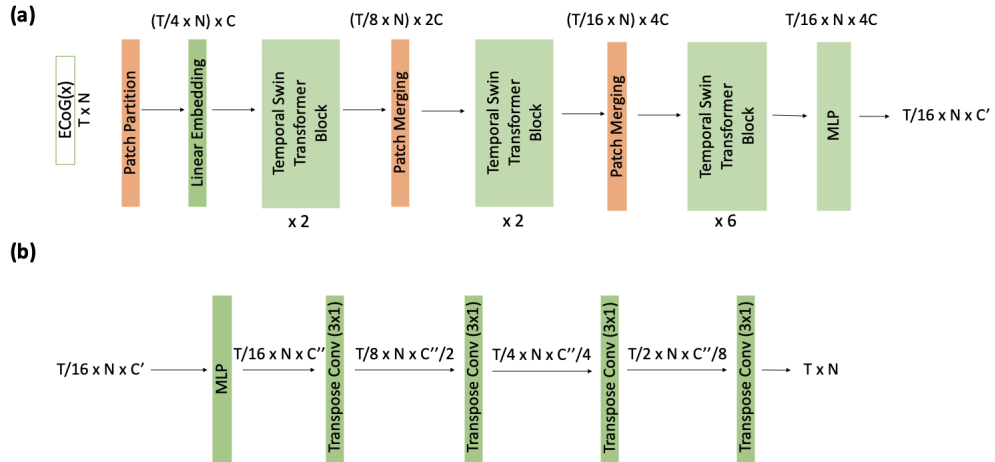 (a)
(T/4 x N) x C
(T/8 x N) x 2C
(T/16 x N) x 4C
T/16 x N x 4C
ECoG(x)
T x N
Patch Partition
Linear Embedding
Temporal Swin
Transformer
Block
x 2
Patch Merging
Temporal Swin
Transformer
Block
x 2
Patch Merging
Temporal Swin
Transformer
Block
x 6
MLP
T/16 x N x C'
(b)
T/16 x N x C'
MLP
T/16 x N x C''
Transpose Conv (3x1)
T/8 x N x C''/2
Transpose Conv (3x1)
T/4 x N x C''/4
Transpose Conv (3x1)
T/2 x N x C''/8
Transpose Conv (3x1)
T x N